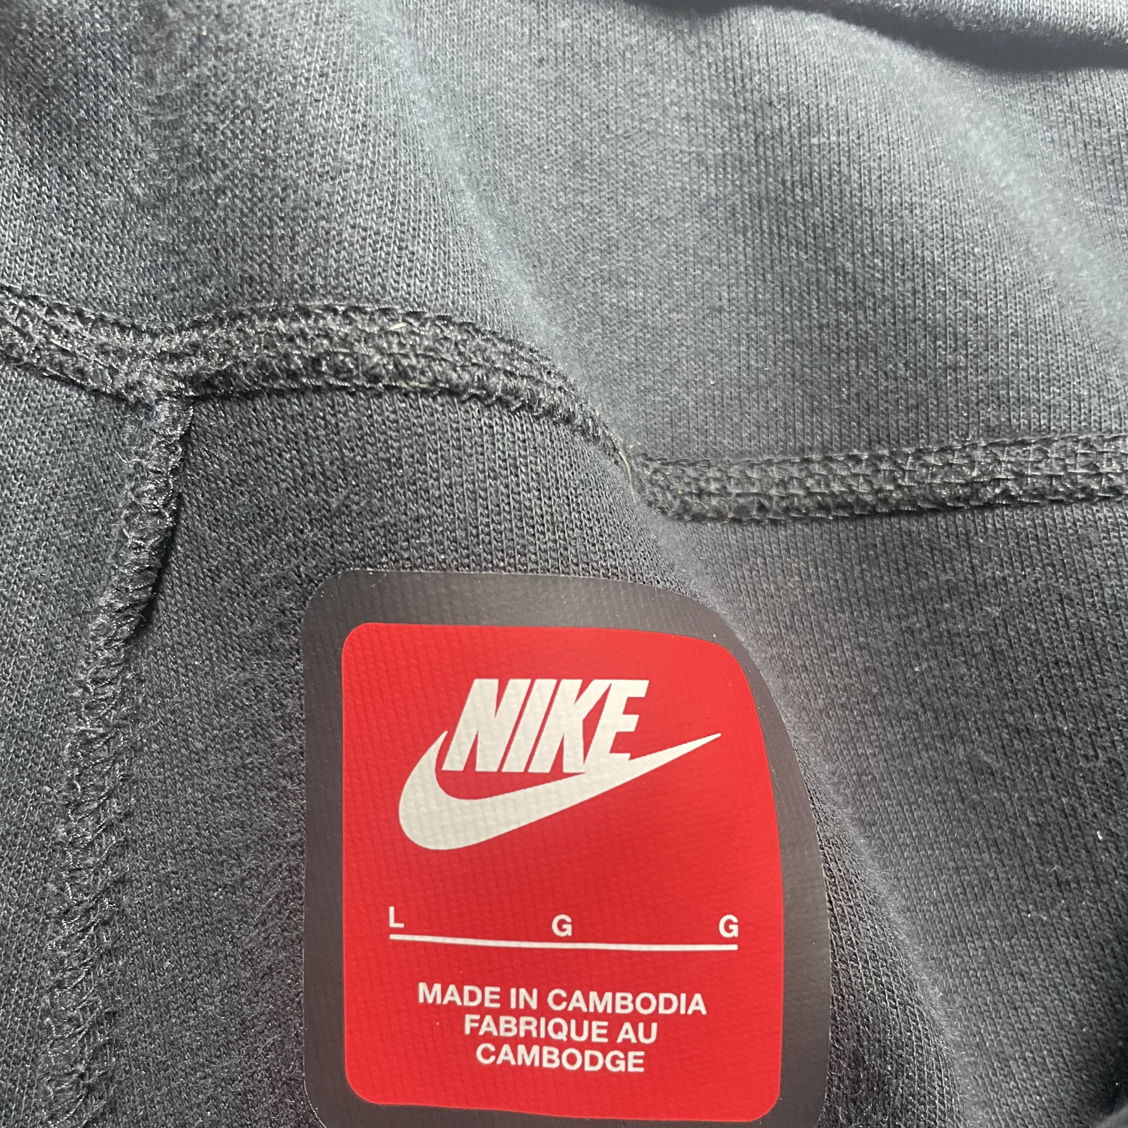 NIKE
L G G
MADE IN CAMBODIA
FABRIQUE AU
CAMBODGE